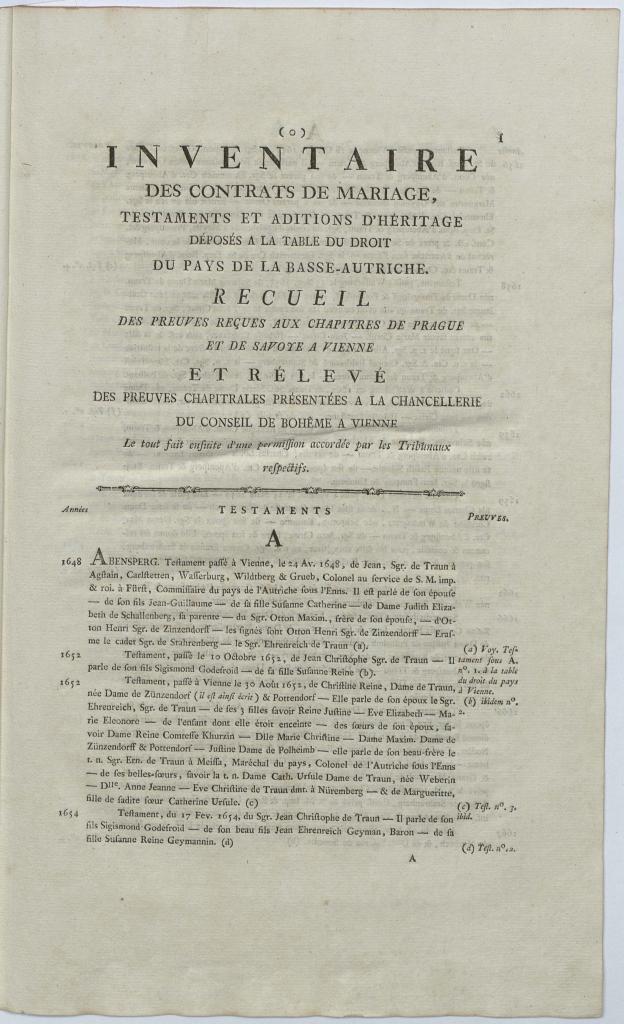 (o) 1
INVENTAIRE
DES CONTRATS DE MARIAGE,
TESTAMENTS ET ADITIONS D'HÉRITAGE
DÉPOSÉS A LA TABLE DU DROIT
DU PAYS DE LA BASSE-AUTRICHE.
RECUEIL
DES PREUVES REÇUES AUX CHAPITRES DE PRAGUE
ET DE SAVOYE A VIENNE
ET RÉLEVÉ
DES PREUVES CHAPITRALES PRÉSENTÉES A LA CHANCELLERIE
DU CONSEIL DE BOHÊME A VIENNE
Le tout fait enſuite d'une permiſſion accordée par les Tribunaux
reſpectifs.
Années TESTAMENTS PREUVES.
A
1648 ABENSPERG. Teſtament paſſé à Vienne, le 24 Av. 1648, de Jean, Sgr. de Traun à
Agſtain, Carlſtetten, Waſſerburg, Wildtberg & Grueb, Colonel au ſervice de S. M. imp.
& roi. à Fürſt, Commiſſaire du pays de l'Autriche ſous l'Enns. Il eſt parlé de ſon épouſe
— de ſon fils Jean-Guillaume — de ſa fille Suſanne Catherine — de Dame Judith Eliza-
beth de Schallenberg, ſa parente — du Sgr. Otton Maxim., frère de ſon épouſe, — d'Ot-
ton Henri Sgr. de Zinzendorff — les ſignés ſont Otton Henri Sgr. de Zinzendorff — Eraſ-
me le cadet Sgr. de Stahrenberg — le Sgr. Ehrenreich de Traun (a). (a) Voy. Teſ-
1652 Teſtament, paſſé le 10 Octobre 1652, de Jean Chriſtophe Sgr. de Traun — Il tament ſous A.
parle de ſon fils Sigismond Godefroid — de ſa fille Suſanne Reine (b). n°. 1. à la table
1652 Teſtament, paſſé à Vienne le 30 Août 1652, de Chriſtine Reine, Dame de Traun, du droit du pays
née Dame de Zünzendorf (il eſt ainſi écrit) & Pottendorf — Elle parle de ſon époux le Sgr. à Vienne.
Ehrenreich, Sgr. de Traun — de ſes 3 filles ſavoir Reine Juſtine — Eve Elizabeth — Ma- (b) ibidem n°.
rie Eleonore — de l'enfant dont elle étoit enceinte — des ſœurs de ſon époux, ſa- 2.
voir Dame Reine Comteſſe Khurzin — Dlle Marie Chriſtine — Dame Maxim. Dame de
Zünzendorff & Pottendorf — Juſtine Dame de Polheimb — elle parle de ſon beau-frère le
t. n. Sgr. Ern. de Traun à Meiſſa, Maréchal du pays, Colonel de l'Autriche ſous l'Enns
— de ſes belles-ſœurs, ſavoir la t. n. Dame Cath. Urſule Dame de Traun, née Weberin
— Dlle. Anne Jeanne — Eve Chriſtine de Traun dmt. à Nüremberg — & de Margueritte,
fille de ſadite ſœur Catherine Urſule. (c) (c) Teſt. n°. 3.
1654 Teſtament, du 17 Fev. 1654, du Sgr. Jean Chriſtophe de Traun — Il parle de ſon ibid.
fils Sigismond Godefroid — de ſon beau fils Jean Ehrenreich Geyman, Baron — de ſa
fille Suſanne Reine Geymannin. (d) (d) Teſt. n°. 2.
A